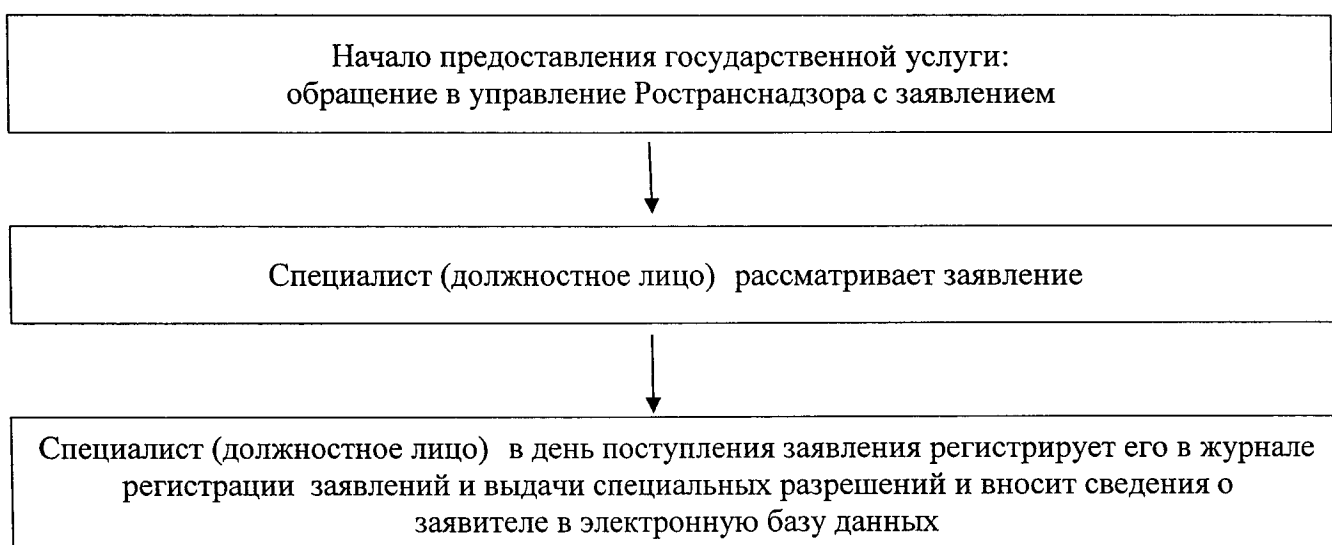 Начало предоставления государственной услуги:
обращение в управление Ространснадзора с заявлением
Специалист (должностное лицо) рассматривает заявление
Специалист (должностное лицо) в день поступления заявления регистрирует его в журнале
регистрации заявлений и выдачи специальных разрешений и вносит сведения о
заявителе в электронную базу данных